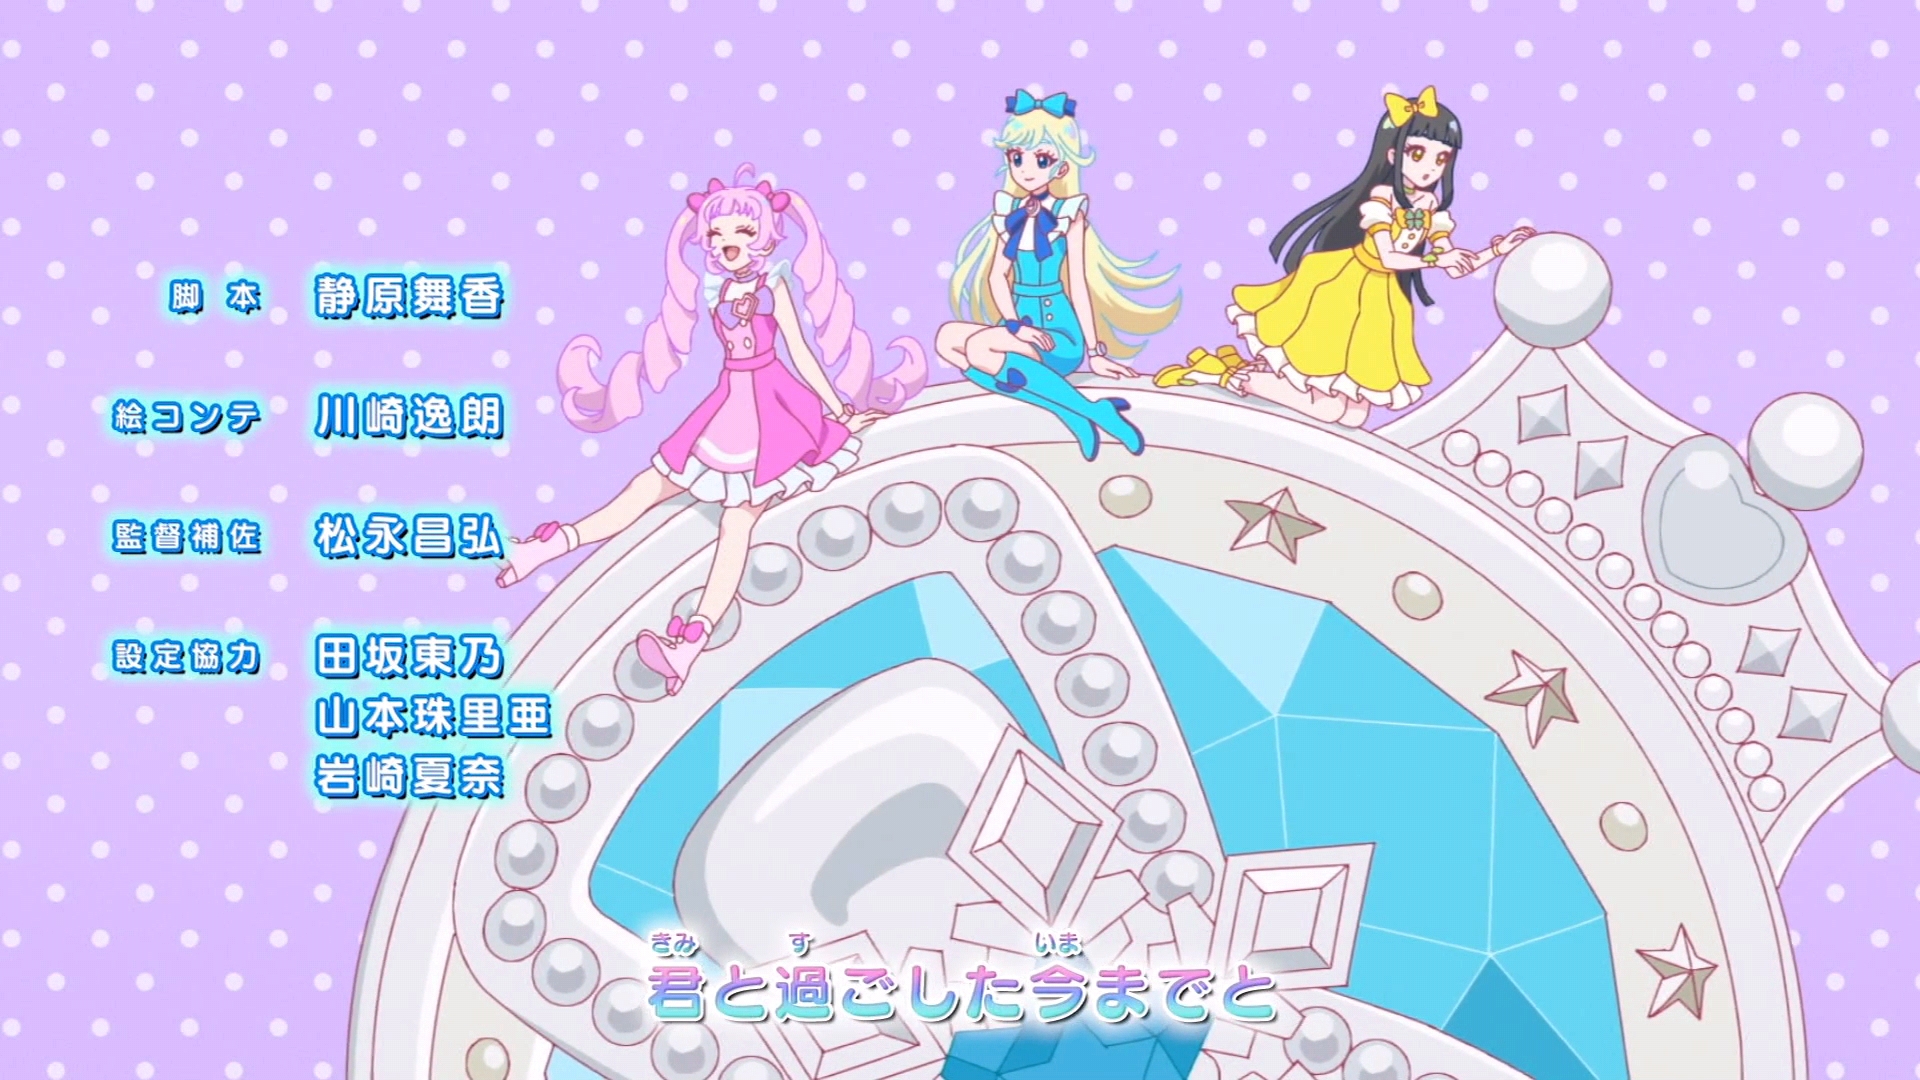 脚本 静原舞香
絵コンテ 川崎逸朗
監督補佐 松永昌弘
設定協力 田坂東乃
山本珠里亜
岩崎夏奈
きみ す いま
君と過ごした今までと